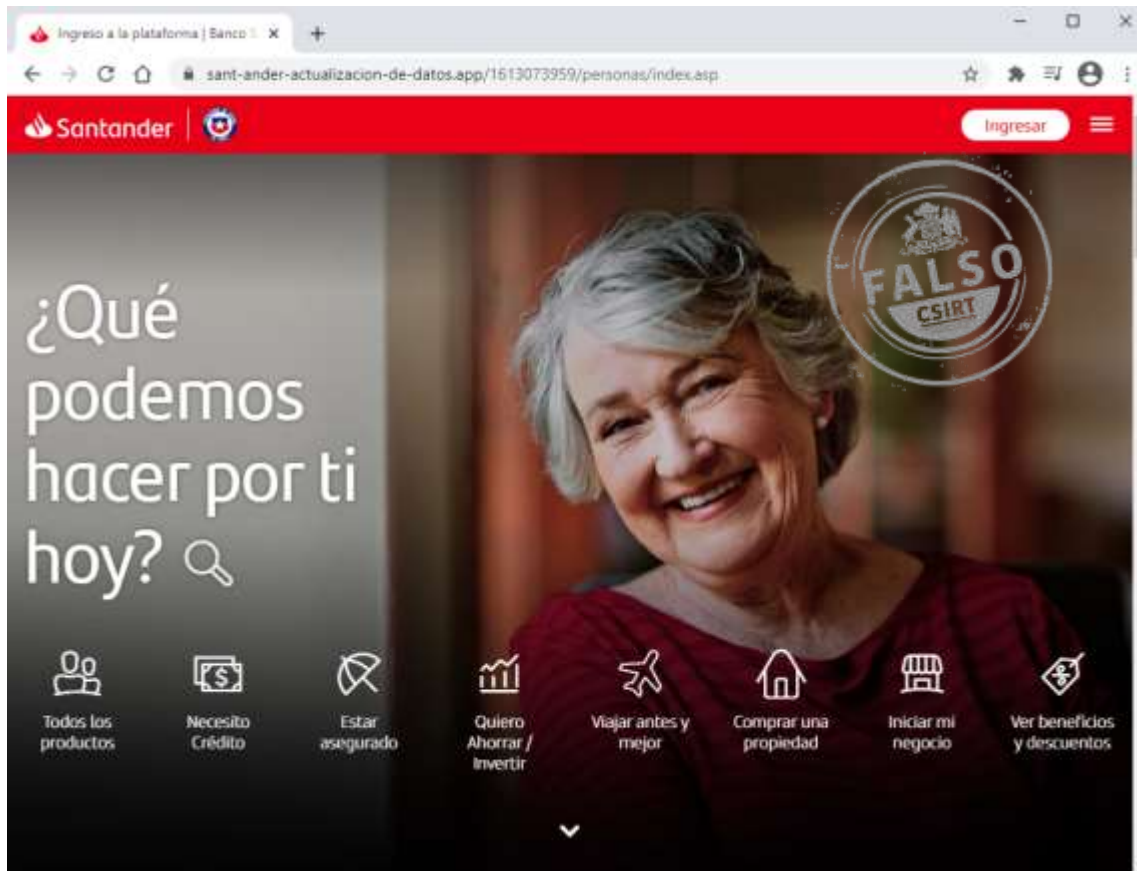 Ingreso a la plataforma | Banco S
sant-ander-actualizacion-de-datos.app/1613073959/personas/index.asp
Santander
Ingresar
FALSO
CSIRT
¿Qué
podemos
hacer por ti
hoy?
Todos los
productos
Necesito
Crédito
Estar
asegurado
Quiero
Ahorrar /
Invertir
Viajar antes y
mejor
Comprar una
propiedad
Iniciar mi
negocio
Ver beneficios
y descuentos